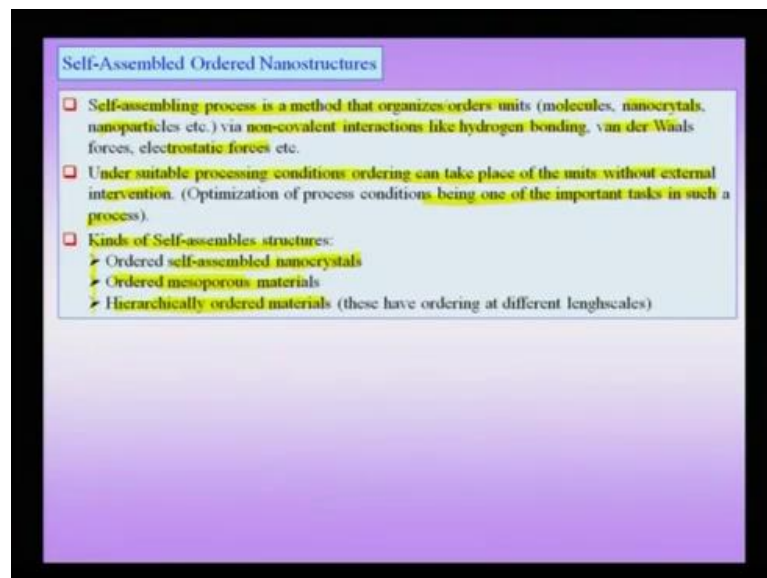 Self-Assembled Ordered Nanostructures
Self-assembling process is a method that organizes/orders units (molecules, nanocrytals,
nanoparticles etc.) via non-covalent interactions like hydrogen bonding, van der Waals
forces, electrostatic forces etc.
Under suitable processing conditions ordering can take place of the units without external
intervention. (Optimization of process conditions being one of the important tasks in such a
process).
Kinds of Self-assembles structures:
Ordered self-assembled nanocrystals
Ordered mesoporous materials
Hierarchically ordered materials (these have ordering at different lenghscales)